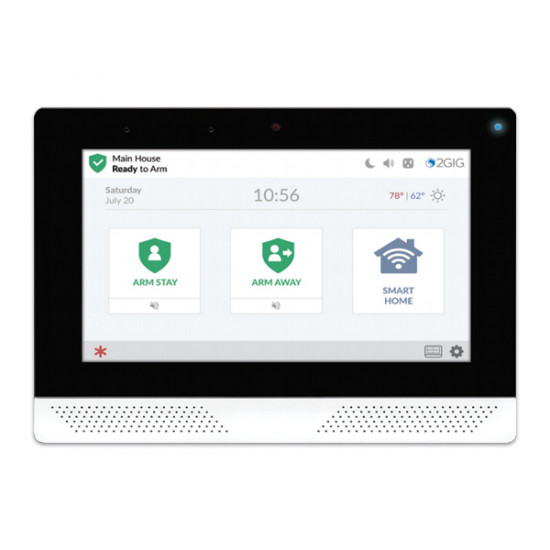 Main House
Ready to Arm
2GIG
Saturday
July 20
10:56
78° | 62°
ARM STAY
ARM AWAY
SMART
HOME